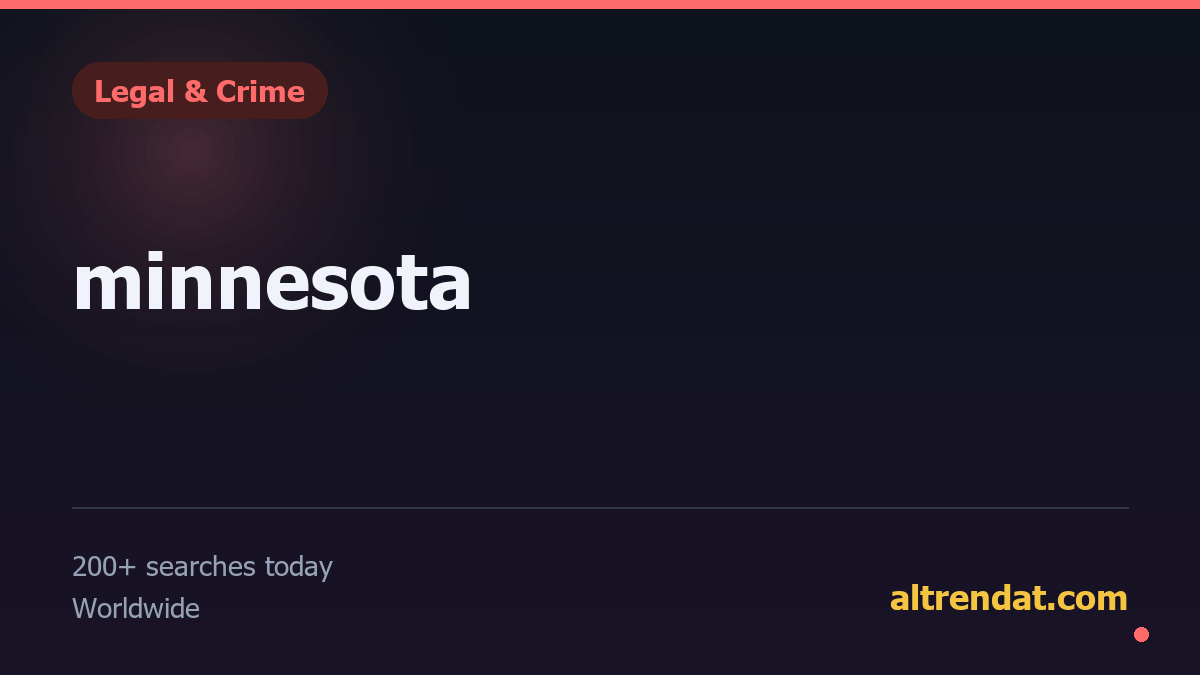 Legal & Crime
minnesota
200+ searches today
Worldwide
altrendat.com